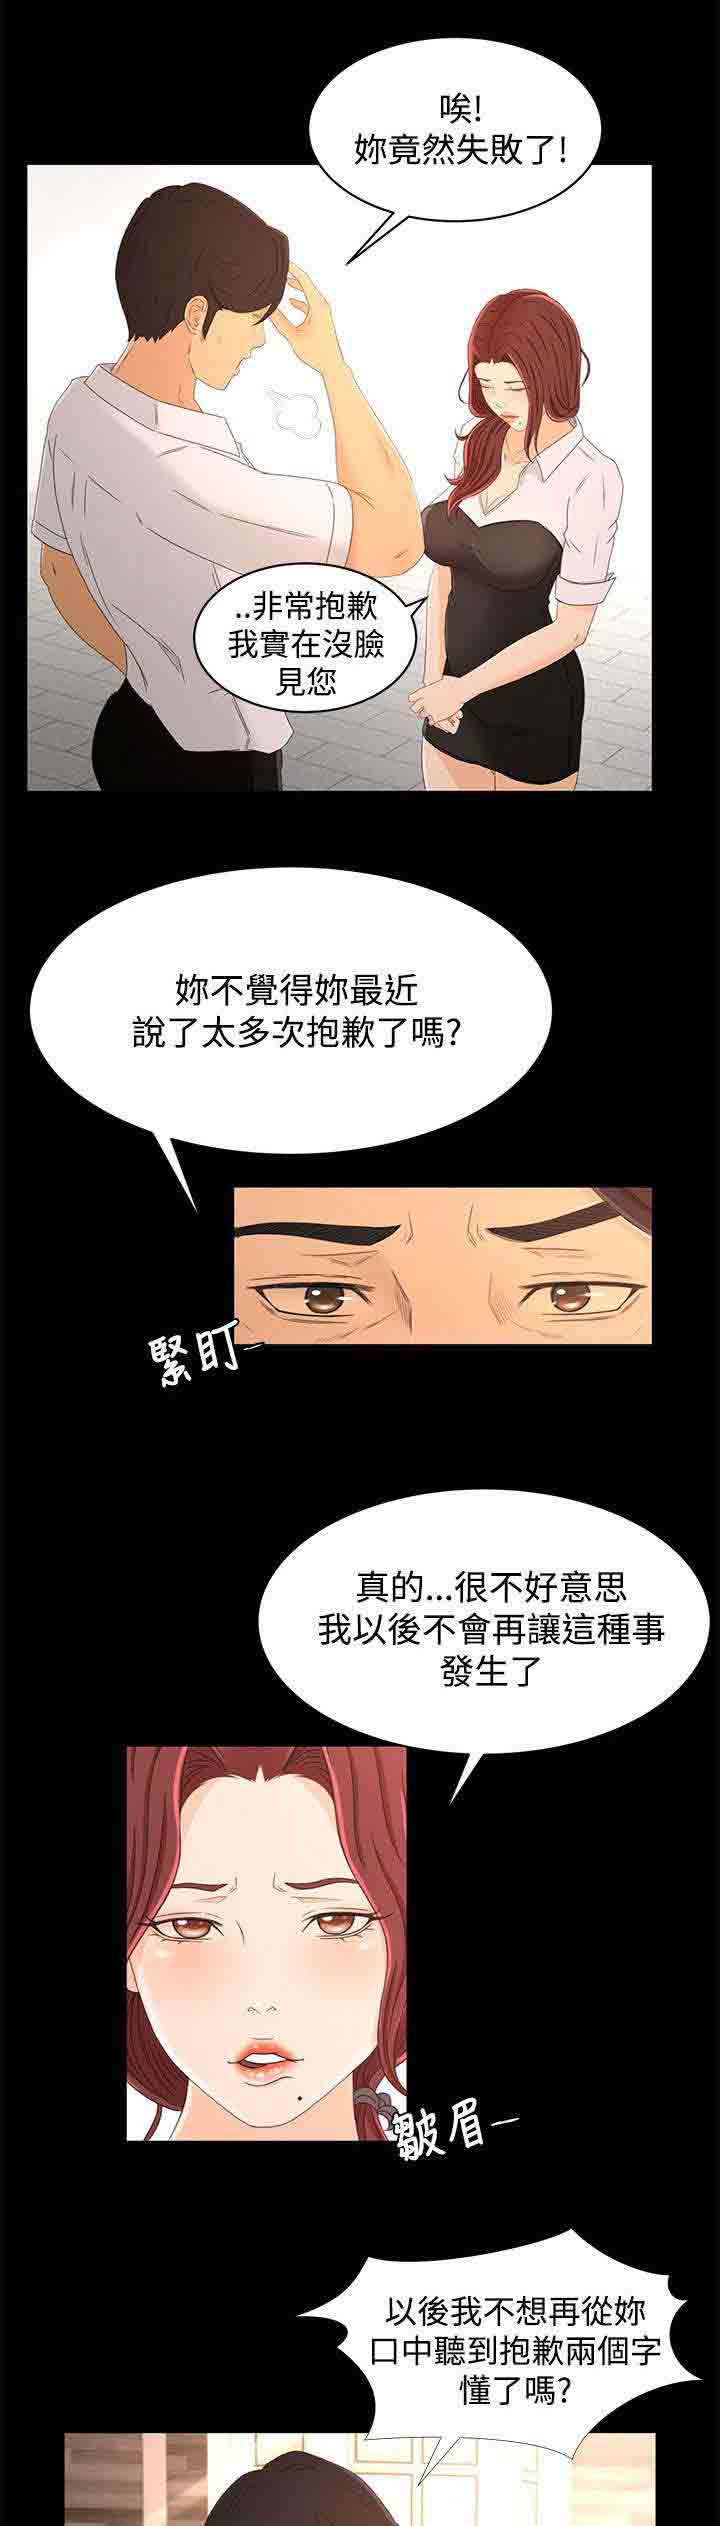 唉!
妳竟然失敗了!
..非常抱歉
我實在沒臉
見您
妳不覺得妳最近
說了太多次抱歉了嗎?
緊盯
真的...很不好意思
我以後不會再讓這種事
發生了
皺眉
以後我不想再從妳
口中聽到抱歉兩個字
懂了嗎?